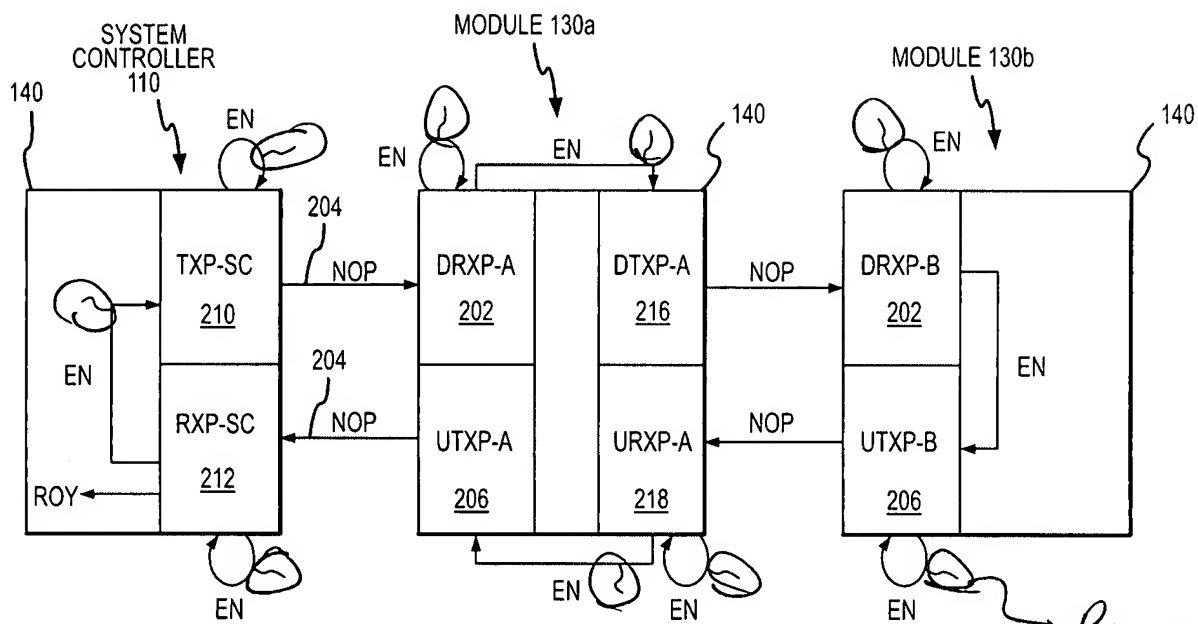 SYSTEM
CONTROLLER
110
MODULE 130a
MODULE 130b
140
EN
EN
EN
140
EN
140
204
TXP-SC
NOP
DRXP-A
DTXP-A
NOP
DRXP-B
210
202
216
202
EN
204
EN
RXP-SC
NOP
UTXP-A
URXP-A
NOP
UTXP-B
212
206
218
206
ROY
EN
EN
EN
EN